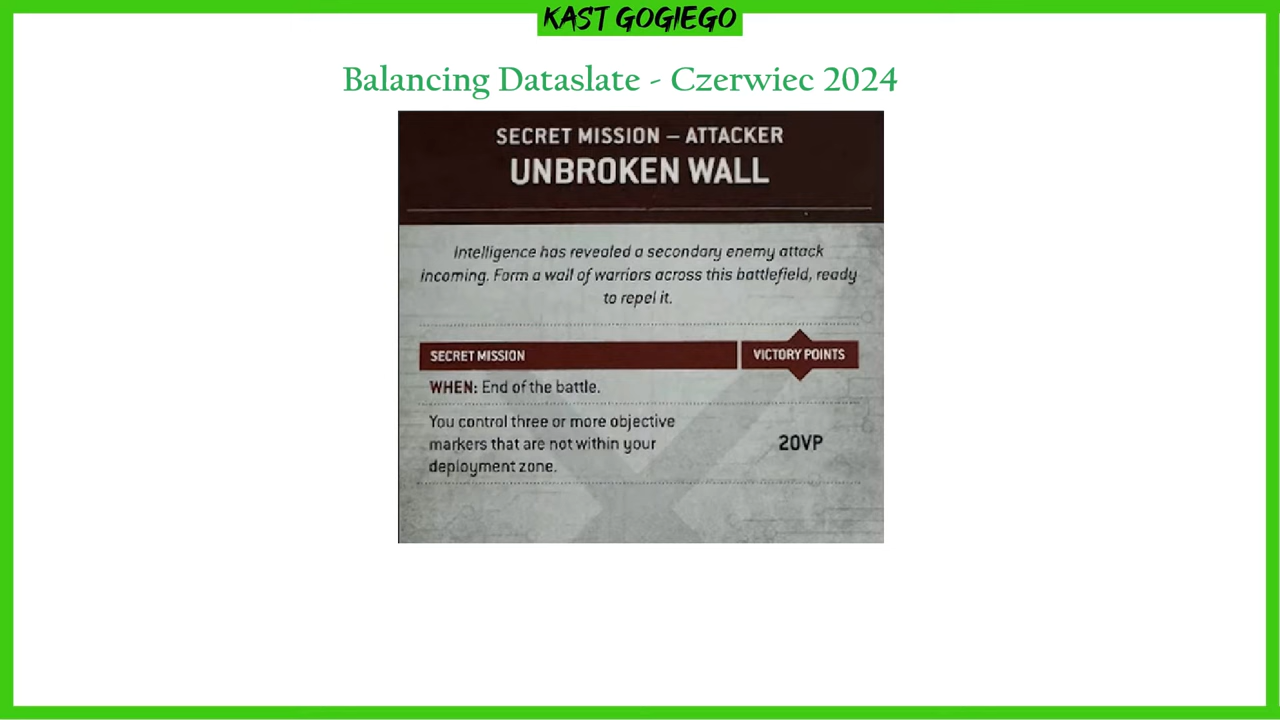 KAST GOGIEGO
Balancing Dataslate - Czerwiec 2024
SECRET MISSION – ATTACKER
UNBROKEN WALL
Intelligence has revealed a secondary enemy attack
incoming. Form a wall of warriors across this battlefield, ready
to repel it.
SECRET MISSION
VICTORY POINTS
WHEN: End of the battle.
You control three or more objective
markers that are not within your
deployment zone.
20VP